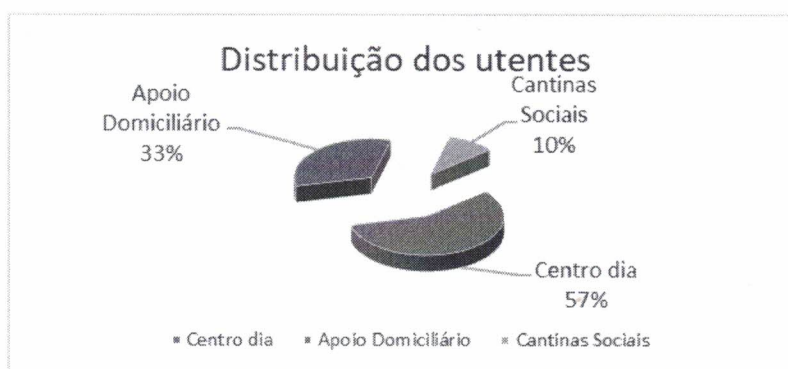 Distribuição dos utentes
Apoio
Domiciliário
33%
Cantinas
Sociais
10%
Centro dia
57%
Centro dia Apoio Domiciliário Cantinas Sociais